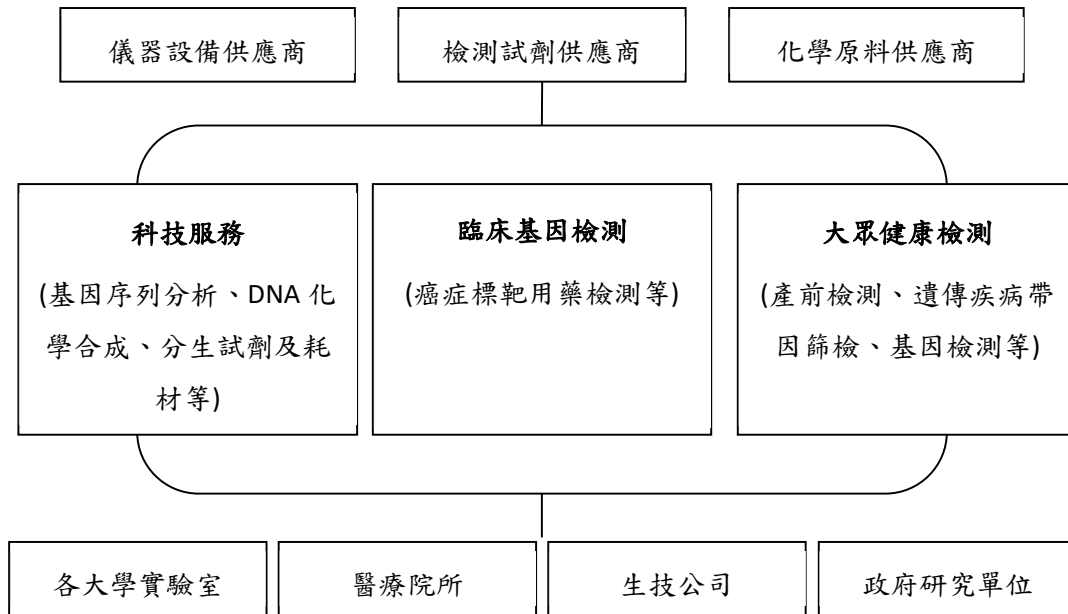 儀器設備供應商
檢測試劑供應商
化學原料供應商
科技服務
(基因序列分析、DNA 化
學合成、分生試劑及耗
材等)
臨床基因檢測
(癌症標靶用藥檢測等)
大眾健康檢測
(產前檢測、遺傳疾病帶
因篩檢、基因檢測等)
各大學實驗室
醫療院所
生技公司
政府研究單位